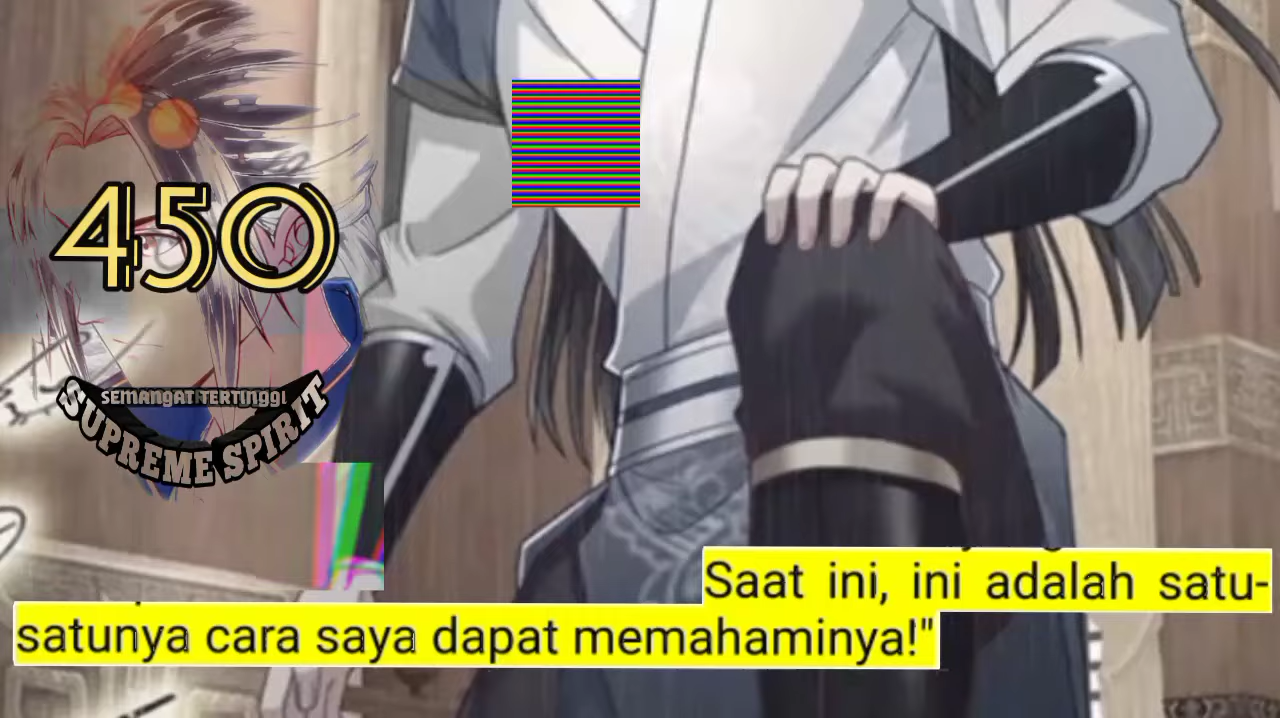 450
SEMANGAT TERTINGGI
SUPREME SPIRIT
Saat ini, ini adalah satu-
satunya cara saya dapat memahaminya!"